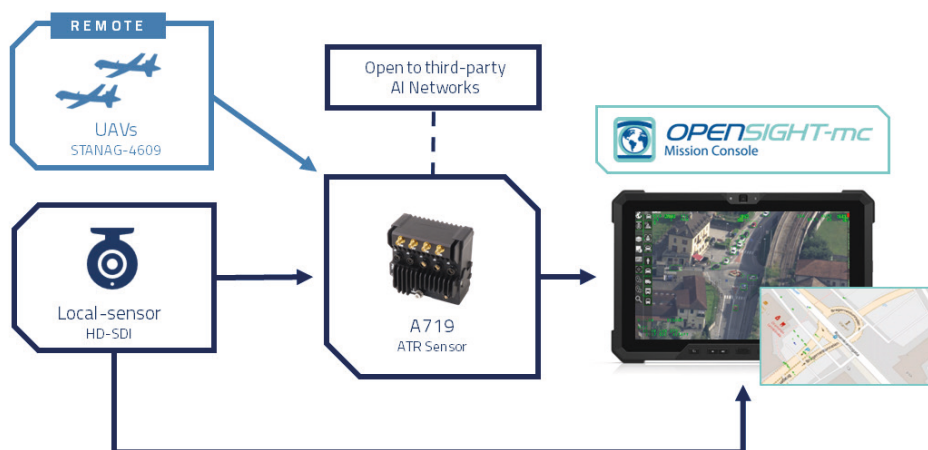 REMOTE
UAVs
STANAG-4609
Open to third-party
AI Networks
OPENSIGHT-mc
Mission Console
Local-sensor
HD-SDI
A719
ATR Sensor